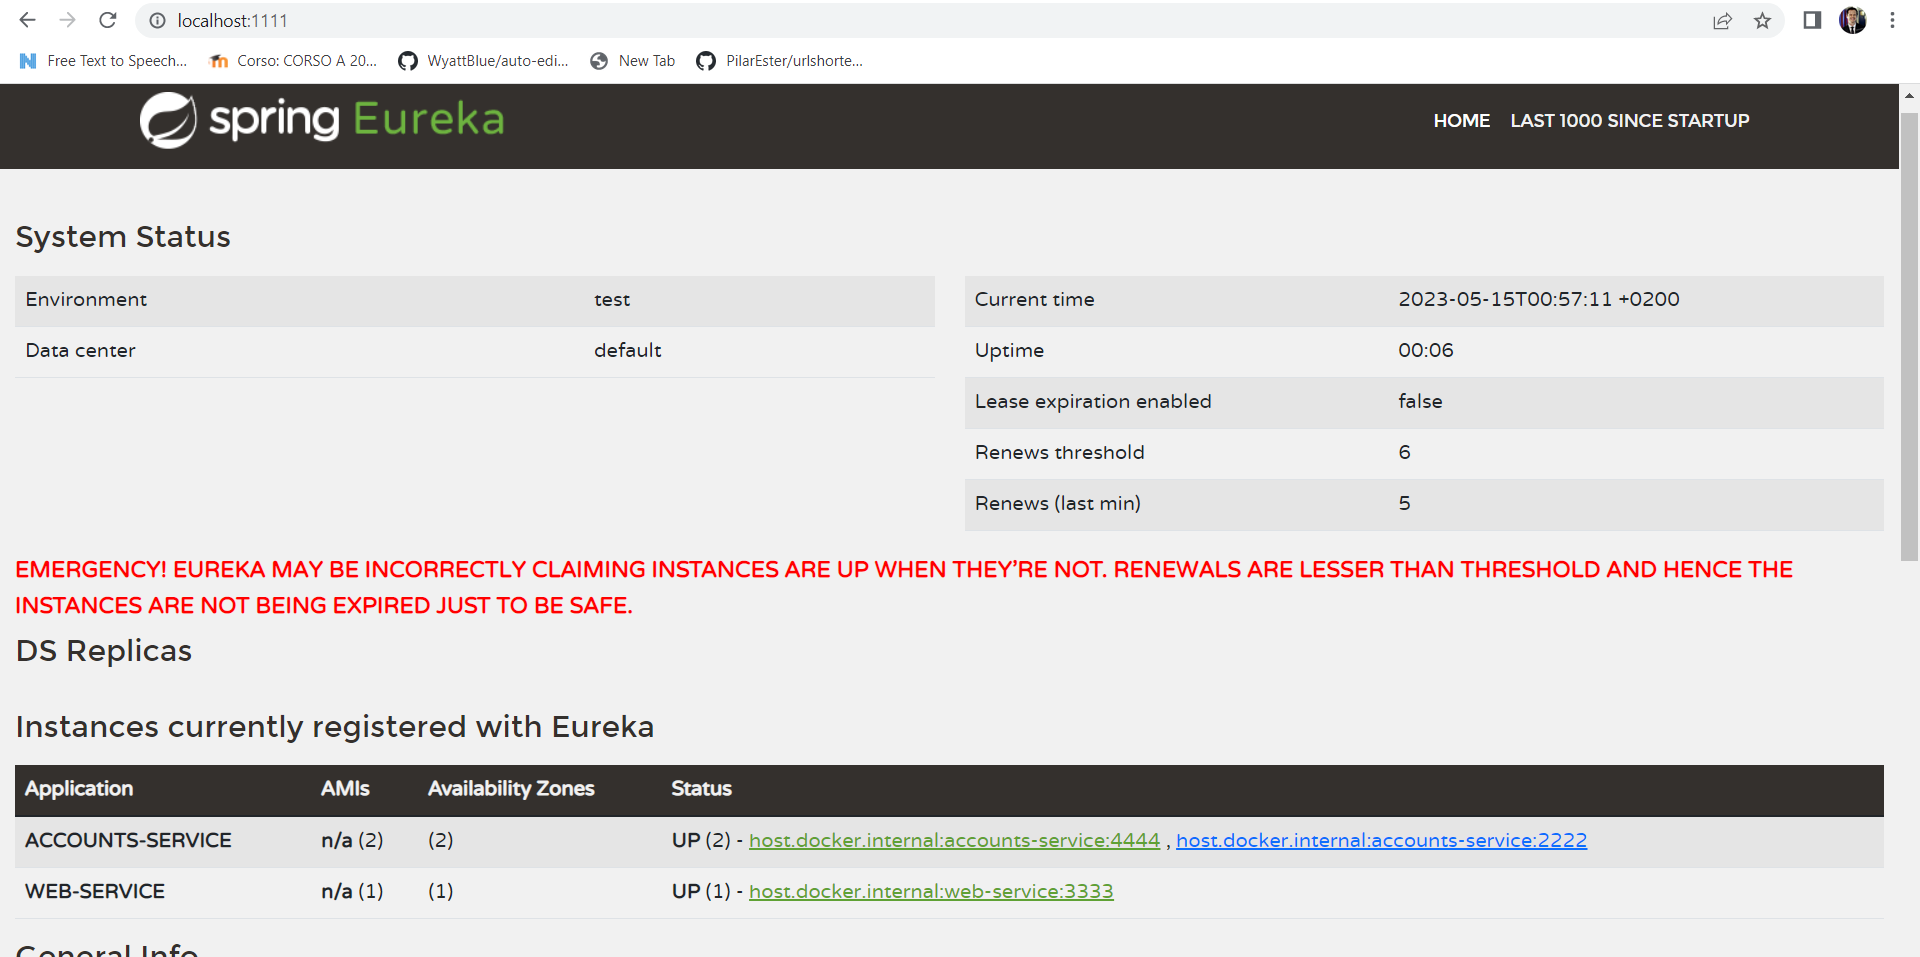 localhost:1111
Free Text to Speech... Corso: CORSO A 20... WyattBlue/auto-edi... New Tab PilarEster/urlshorte...
spring Eureka HOME LAST 1000 SINCE STARTUP
System Status
Environment test
Data center default
Current time 2023-05-15T00:57:11 +0200
Uptime 00:06
Lease expiration enabled false
Renews threshold 6
Renews (last min) 5
EMERGENCY! EUREKA MAY BE INCORRECTLY CLAIMING INSTANCES ARE UP WHEN THEY’RE NOT. RENEWALS ARE LESSER THAN THRESHOLD AND HENCE THE
INSTANCES ARE NOT BEING EXPIRED JUST TO BE SAFE.
DS Replicas
Instances currently registered with Eureka
Application AMIs Availability Zones Status
ACCOUNTS-SERVICE n/a (2) (2) UP (2) - host.docker.internal:accounts-service:4444 , host.docker.internal:accounts-service:2222
WEB-SERVICE n/a (1) (1) UP (1) - host.docker.internal:web-service:3333
General Info